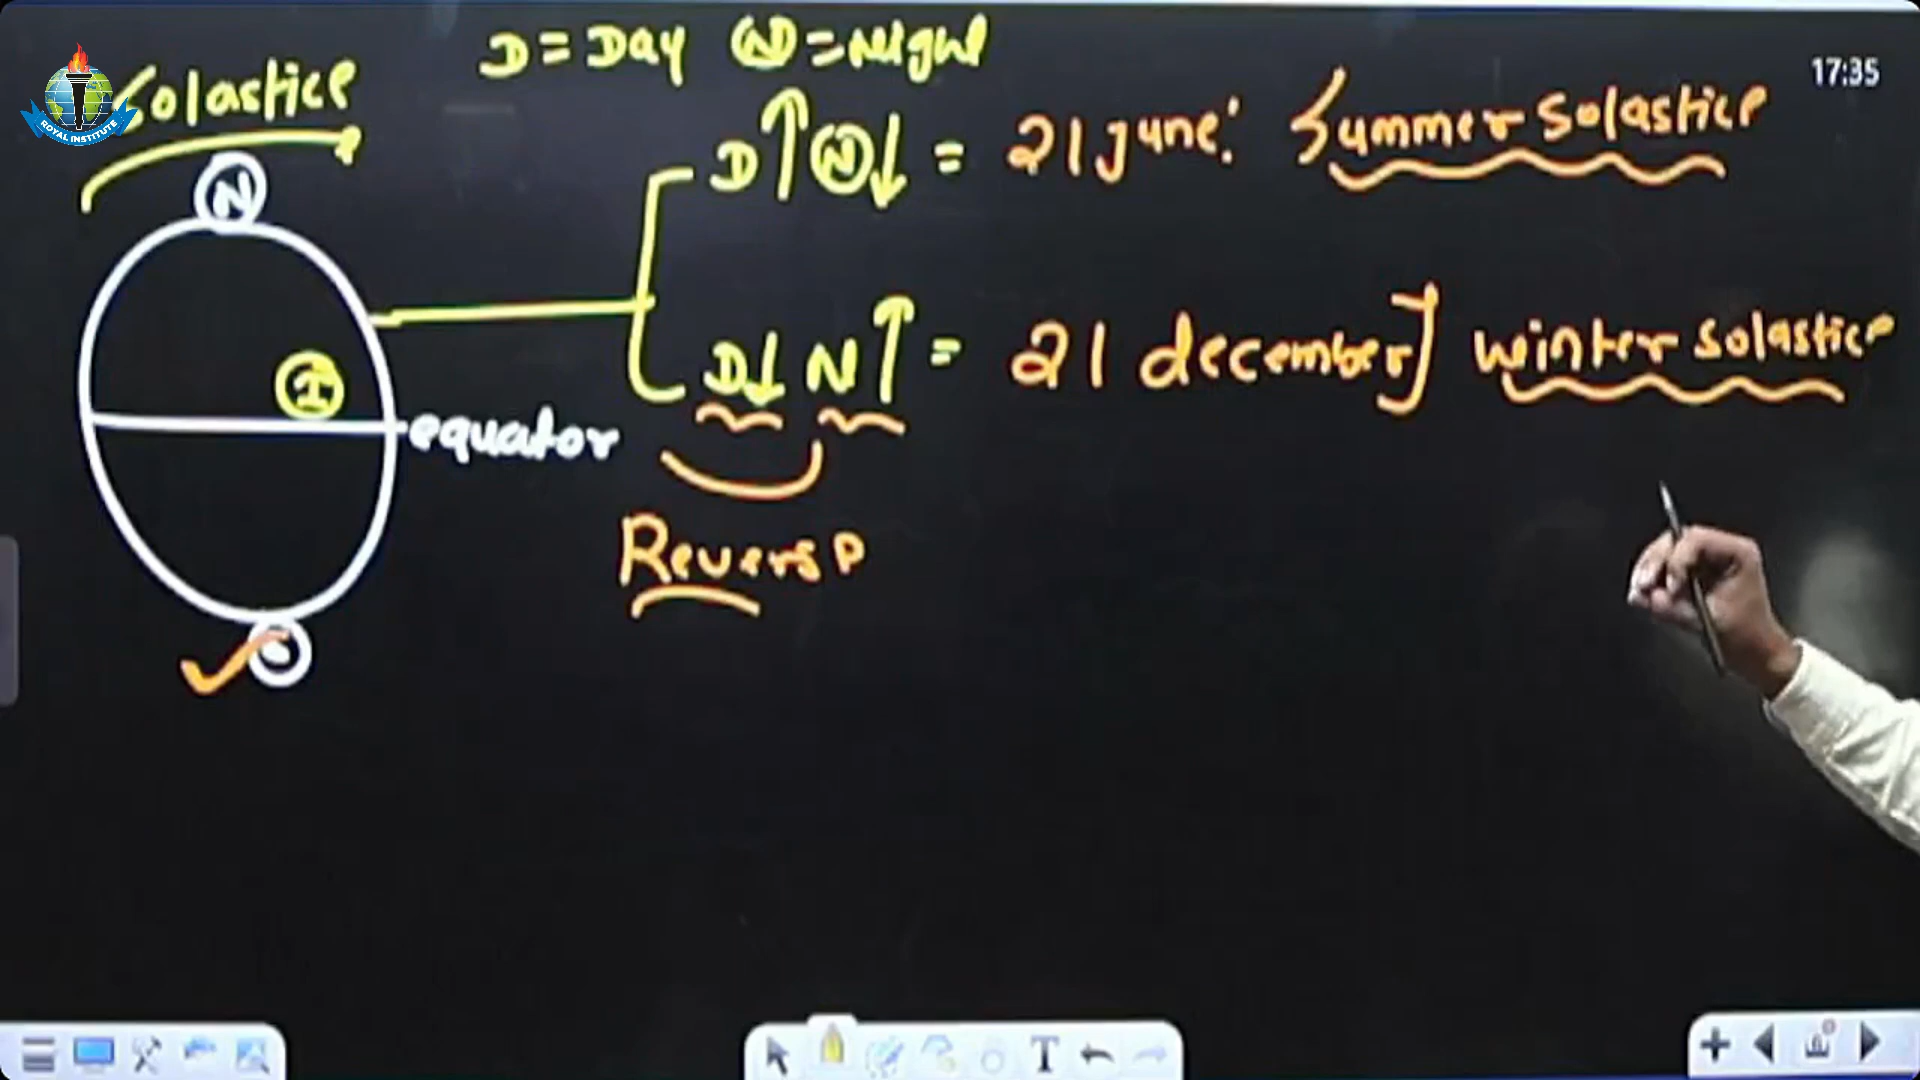 D = Day N = Night
Solastice
ROYAL INSTITUTE
17:35
N
D↑ N↓ = 21 June: Summer Solastice
I
D↓ N↑ = 21 december] winter solastice
equator
Reverse
T